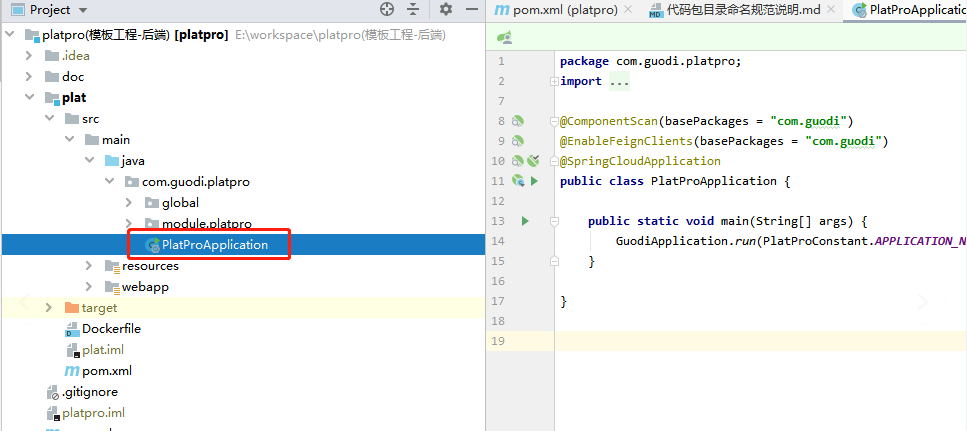 Project
platpro(模板工程-后端) [platpro] E:\workspace\platpro(模板工程-后端)
.idea
doc
plat
src
main
java
com.guodi.platpro
global
module.platpro
PlatProApplication
resources
webapp
target
Dockerfile
plat.iml
pom.xml
.gitignore
platpro.iml
pom.xml (platpro)
代码包目录命名规范说明.md
PlatProApplicatio
1 package com.guodi.platpro;
2 import ...
7
8 @ComponentScan(basePackages = "com.guodi")
9 @EnableFeignClients(basePackages = "com.guodi")
10 @SpringCloudApplication
11 public class PlatProApplication {
12
13 public static void main(String[] args) {
14 GuodiApplication.run(PlatProConstant.APPLICATION_N
15 }
16
17 }
18
19